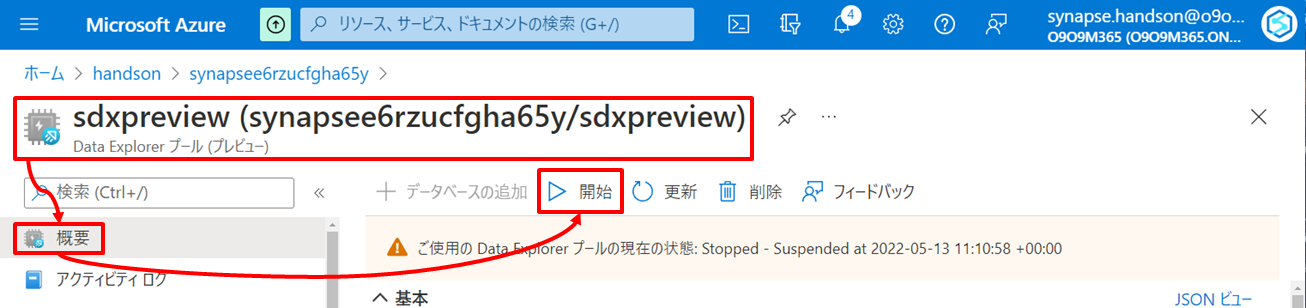 Microsoft Azure
リソース、サービス、ドキュメントの検索 (G+/)
4
synapse.handson@o9o...
O9O9M365 (O9O9M365.ON...
ホーム > handson > synapsee6rzucfgha65y >
sdxpreview (synapsee6rzucfgha65y/sdxpreview)
Data Explorer プール (プレビュー)
検索 (Ctrl+/)
データベースの追加 開始 更新 削除 フィードバック
概要
ご使用の Data Explorer プールの現在の状態: Stopped - Suspended at 2022-05-13 11:10:58 +00:00
アクティビティ ログ
基本
JSON ビュー